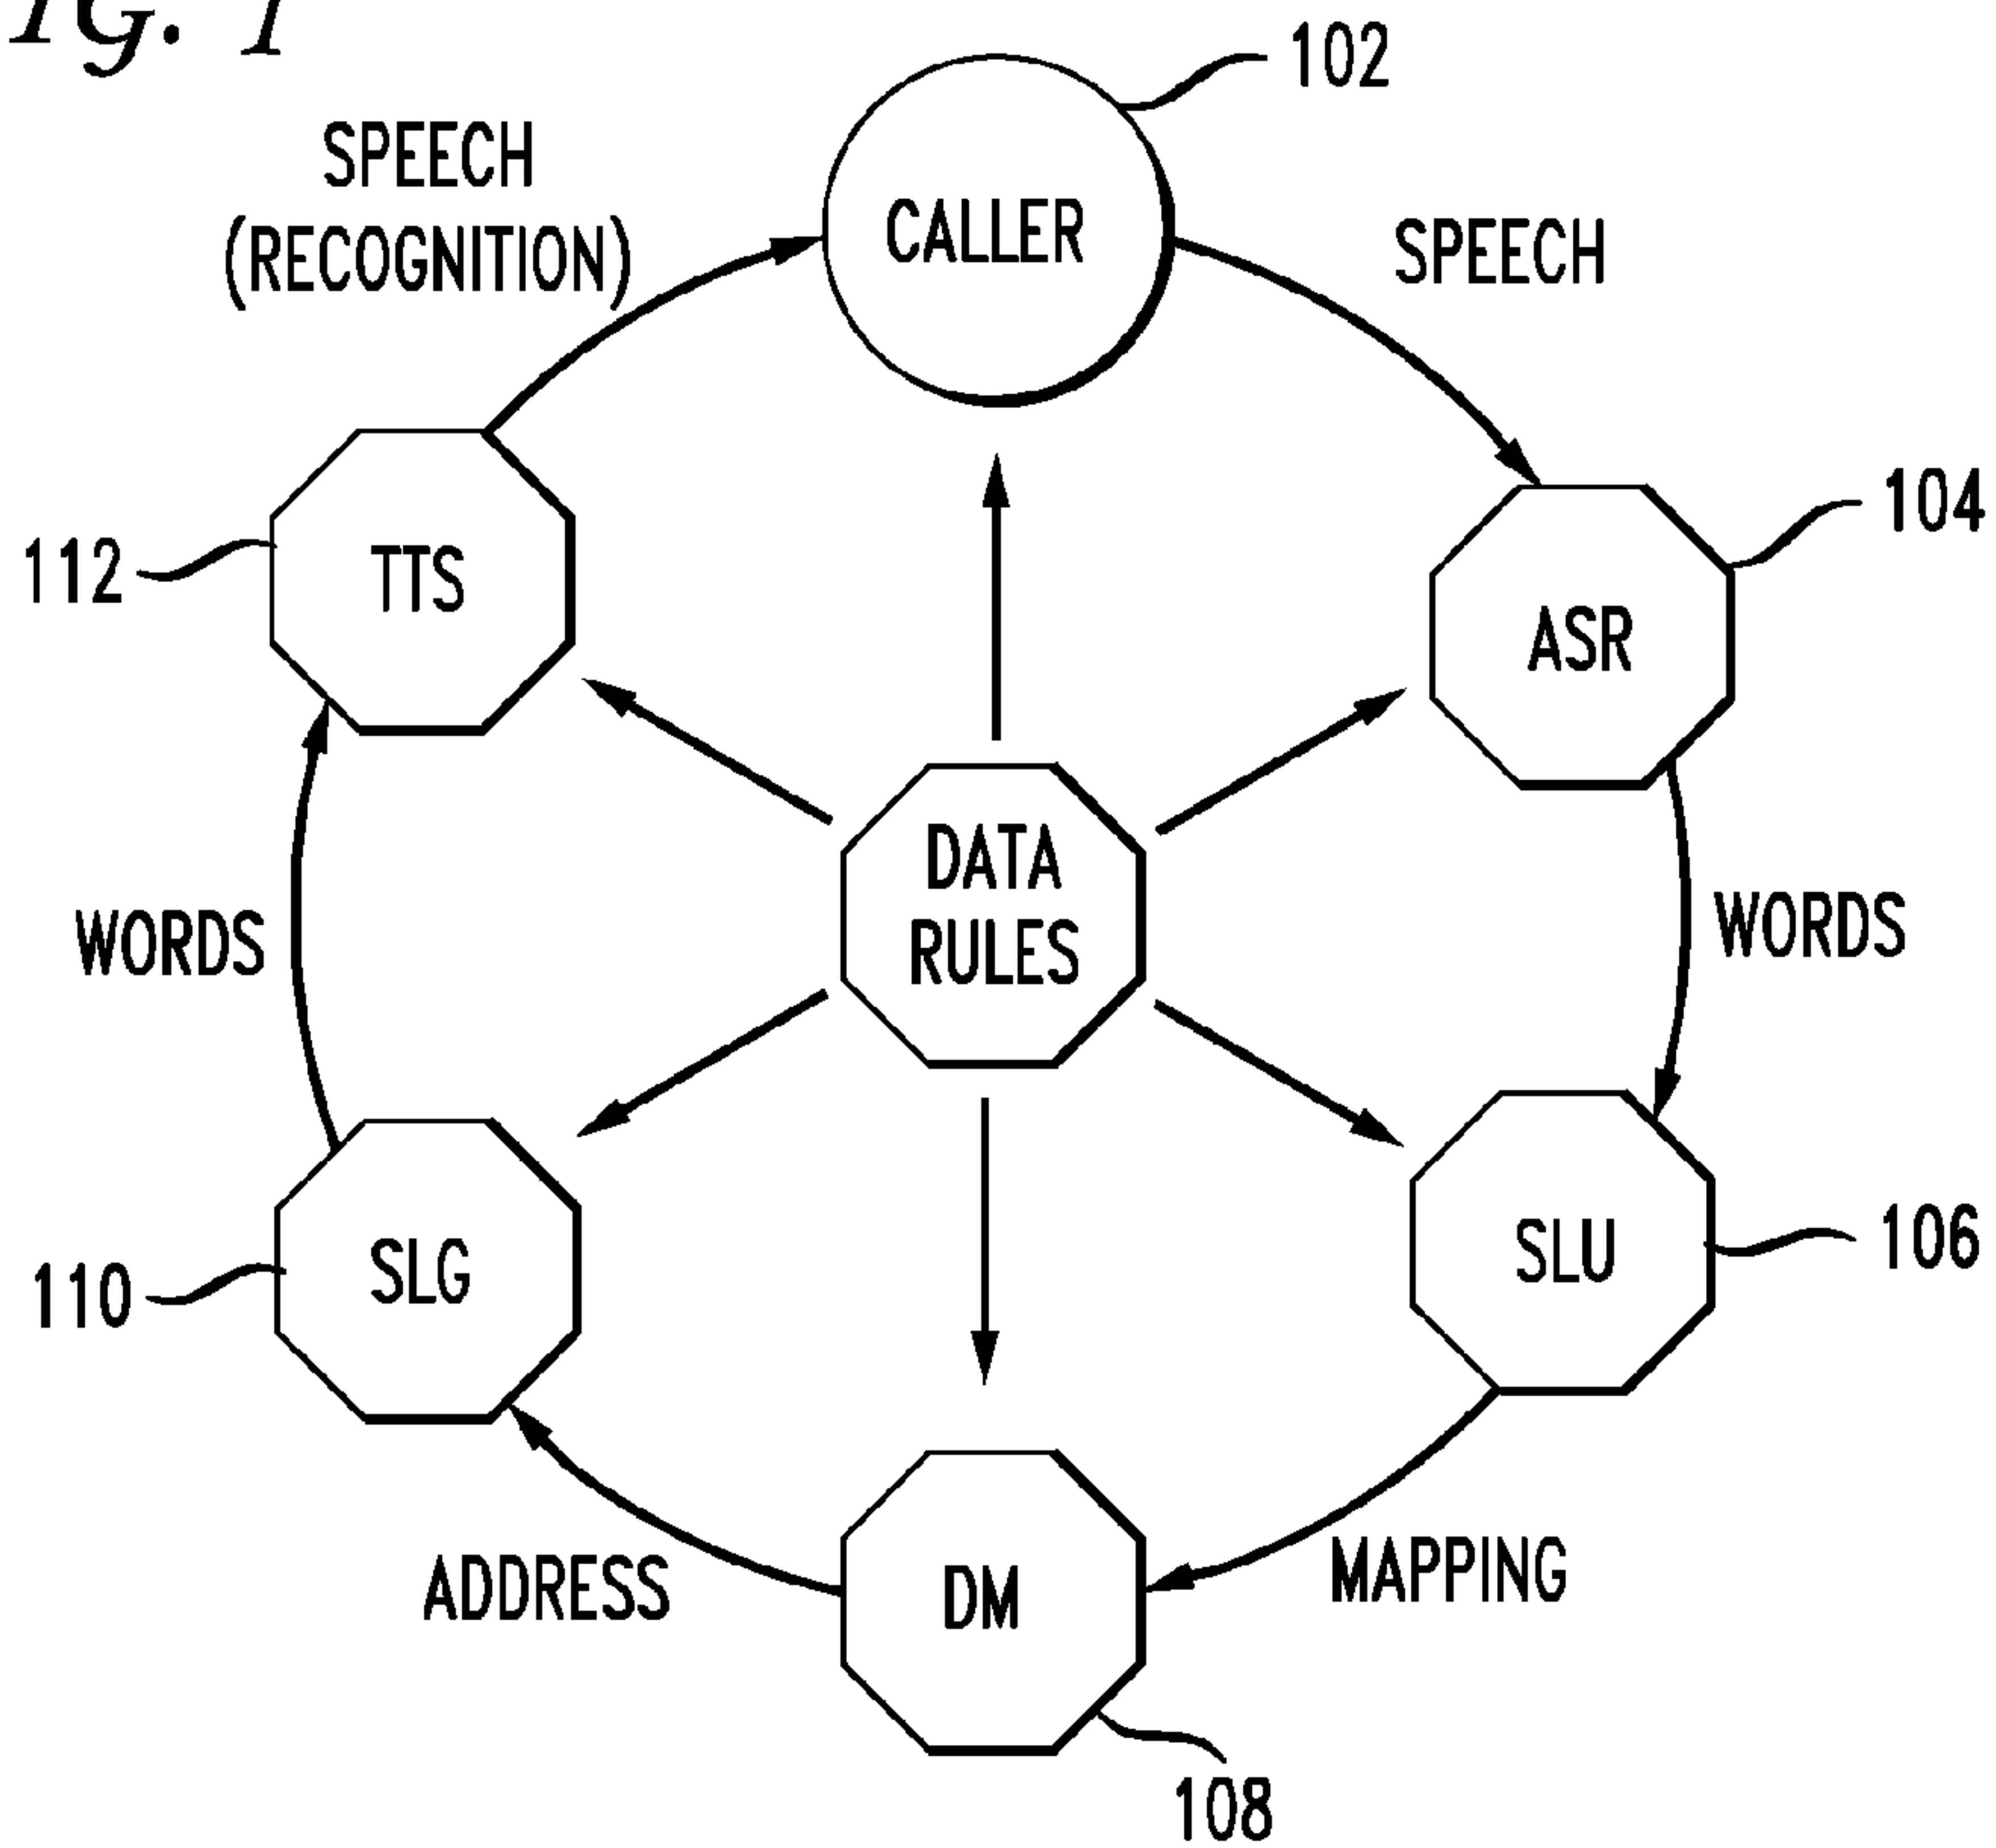 IG. 1
102
SPEECH
(RECOGNITION)
CALLER
SPEECH
104
112
TTS
ASR
DATA
RULES
WORDS
WORDS
110
SLG
SLU
106
ADDRESS
DM
MAPPING
108